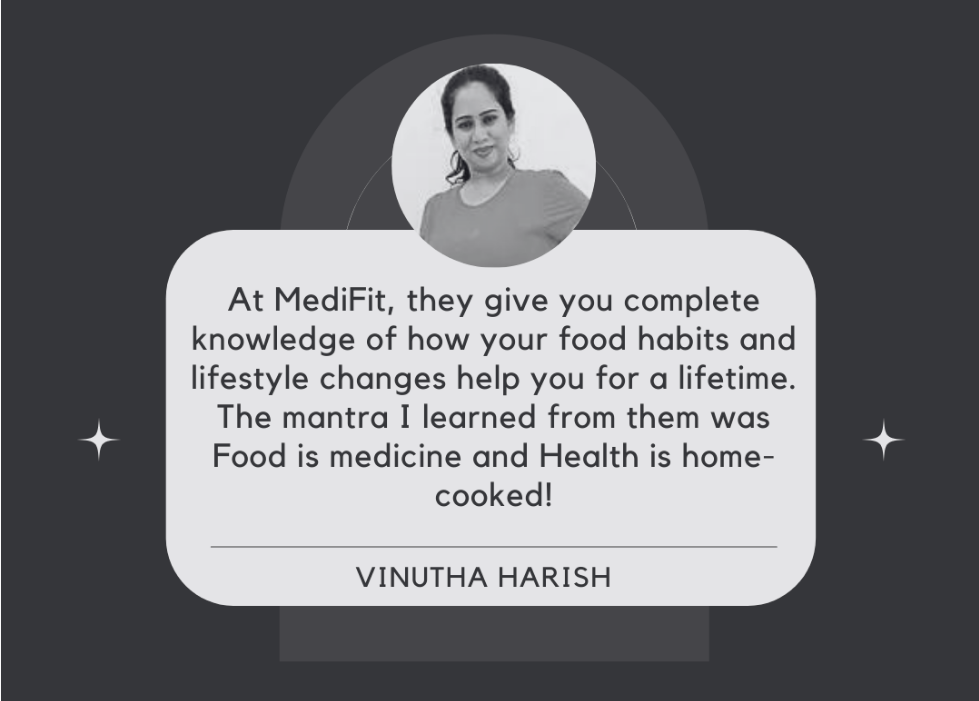 At MediFit, they give you complete
knowledge of how your food habits and
lifestyle changes help you for a lifetime.
The mantra I learned from them was
Food is medicine and Health is home-
cooked!
VINUTHA HARISH